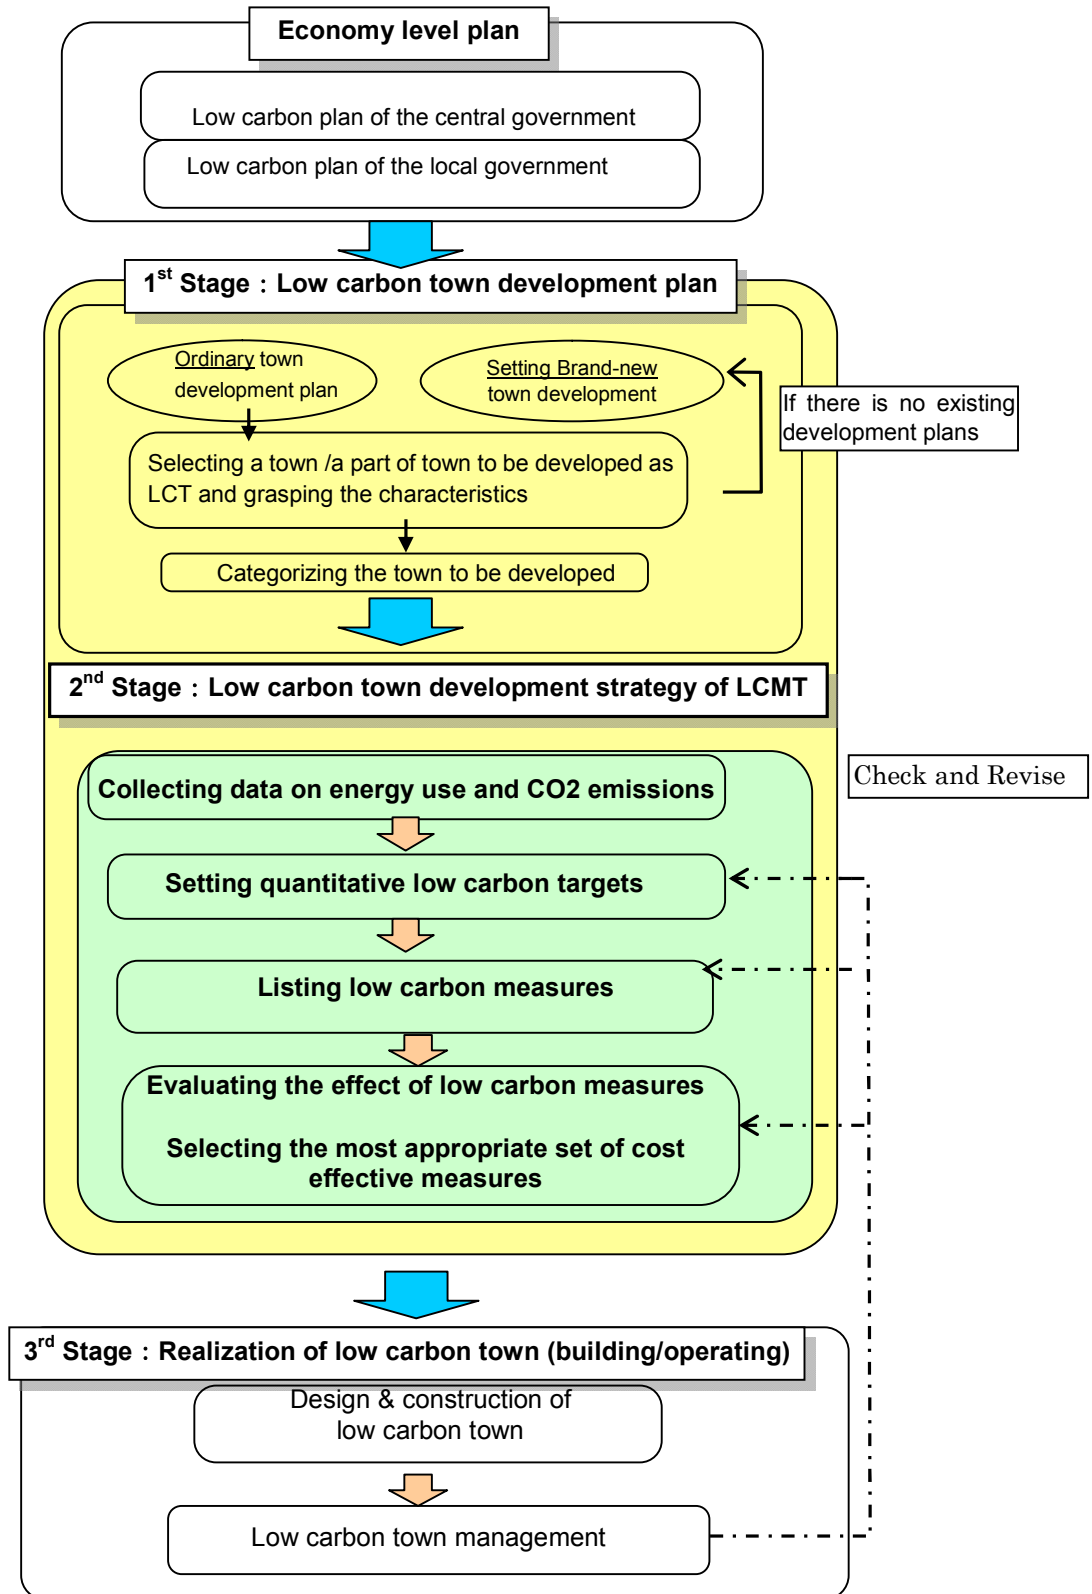 Economy level plan
Low carbon plan of the central government
Low carbon plan of the local government
1st Stage : Low carbon town development plan
Ordinary town
development plan
Setting Brand-new
town development
If there is no existing
development plans
Selecting a town /a part of town to be developed as
LCT and grasping the characteristics
Categorizing the town to be developed
2nd Stage : Low carbon town development strategy of LCMT
Check and Revise
Collecting data on energy use and CO2 emissions
Setting quantitative low carbon targets
Listing low carbon measures
Evaluating the effect of low carbon measures
Selecting the most appropriate set of cost
effective measures
3rd Stage : Realization of low carbon town (building/operating)
Design & construction of
low carbon town
Low carbon town management